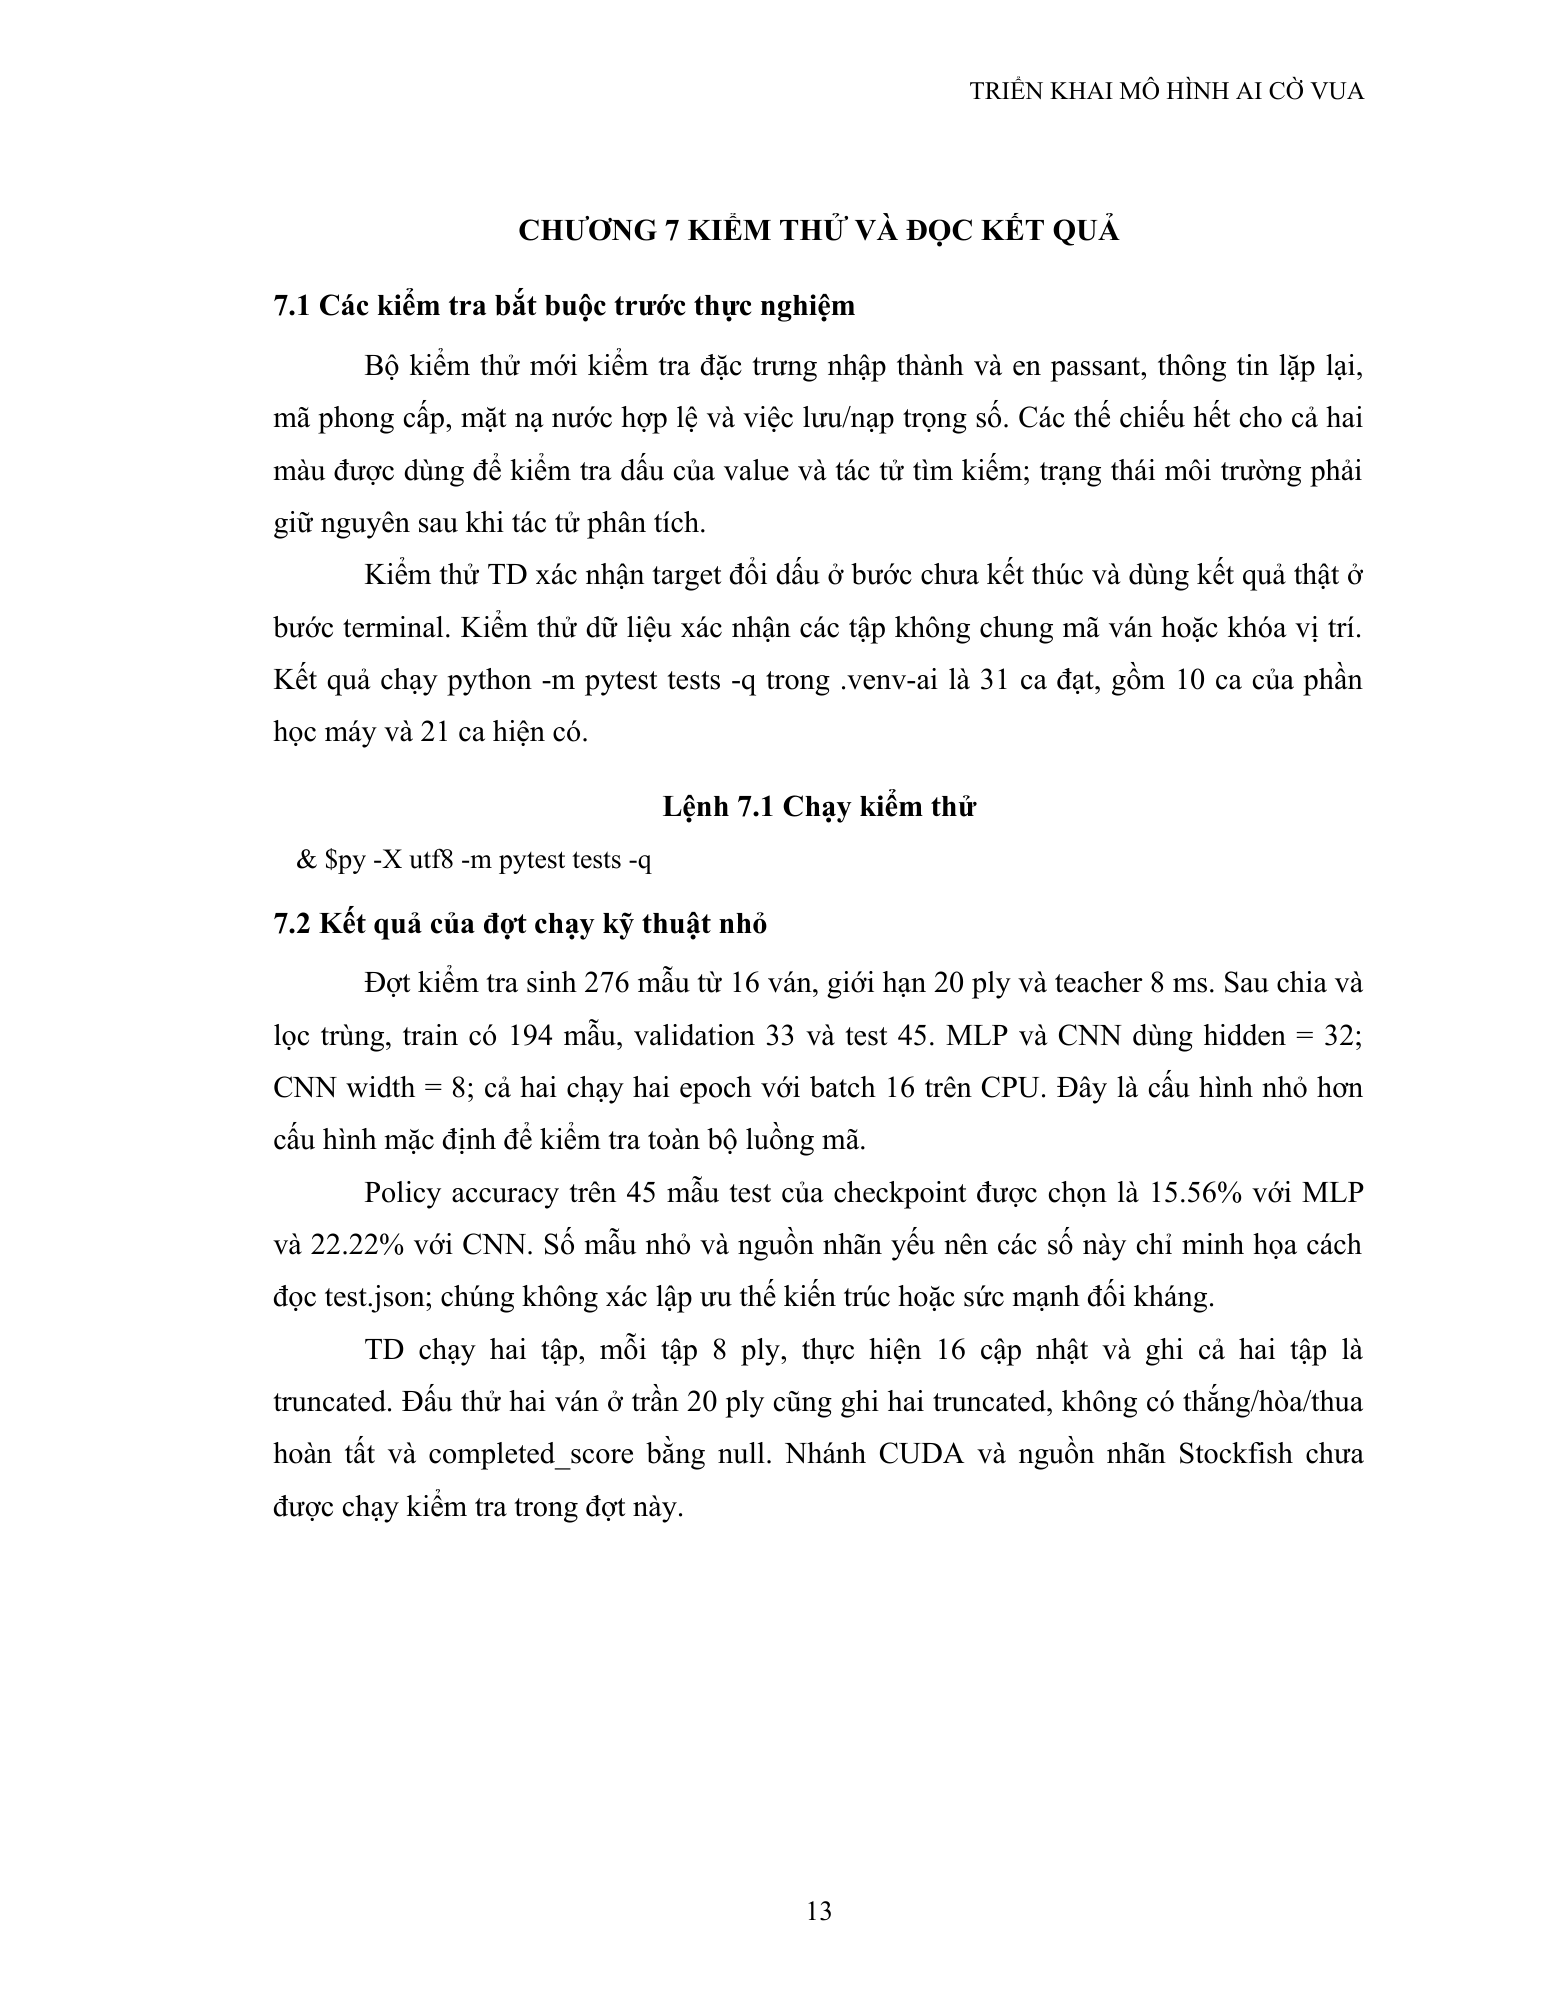 TRIỂN KHAI MÔ HÌNH AI CỜ VUA
CHƯƠNG 7 KIỂM THỬ VÀ ĐỌC KẾT QUẢ
7.1 Các kiểm tra bắt buộc trước thực nghiệm
Bộ kiểm thử mới kiểm tra đặc trưng nhập thành và en passant, thông tin lặp lại,
mã phong cấp, mặt nạ nước hợp lệ và việc lưu/nạp trọng số. Các thế chiếu hết cho cả hai
màu được dùng để kiểm tra dấu của value và tác tử tìm kiếm; trạng thái môi trường phải
giữ nguyên sau khi tác tử phân tích.
Kiểm thử TD xác nhận target đổi dấu ở bước chưa kết thúc và dùng kết quả thật ở
bước terminal. Kiểm thử dữ liệu xác nhận các tập không chung mã ván hoặc khóa vị trí.
Kết quả chạy python -m pytest tests -q trong .venv-ai là 31 ca đạt, gồm 10 ca của phần
học máy và 21 ca hiện có.
Lệnh 7.1 Chạy kiểm thử
& $py -X utf8 -m pytest tests -q
7.2 Kết quả của đợt chạy kỹ thuật nhỏ
Đợt kiểm tra sinh 276 mẫu từ 16 ván, giới hạn 20 ply và teacher 8 ms. Sau chia và
lọc trùng, train có 194 mẫu, validation 33 và test 45. MLP và CNN dùng hidden = 32;
CNN width = 8; cả hai chạy hai epoch với batch 16 trên CPU. Đây là cấu hình nhỏ hơn
cấu hình mặc định để kiểm tra toàn bộ luồng mã.
Policy accuracy trên 45 mẫu test của checkpoint được chọn là 15.56% với MLP
và 22.22% với CNN. Số mẫu nhỏ và nguồn nhãn yếu nên các số này chỉ minh họa cách
đọc test.json; chúng không xác lập ưu thế kiến trúc hoặc sức mạnh đối kháng.
TD chạy hai tập, mỗi tập 8 ply, thực hiện 16 cập nhật và ghi cả hai tập là
truncated. Đấu thử hai ván ở trần 20 ply cũng ghi hai truncated, không có thắng/hòa/thua
hoàn tất và completed_score bằng null. Nhánh CUDA và nguồn nhãn Stockfish chưa
được chạy kiểm tra trong đợt này.
13